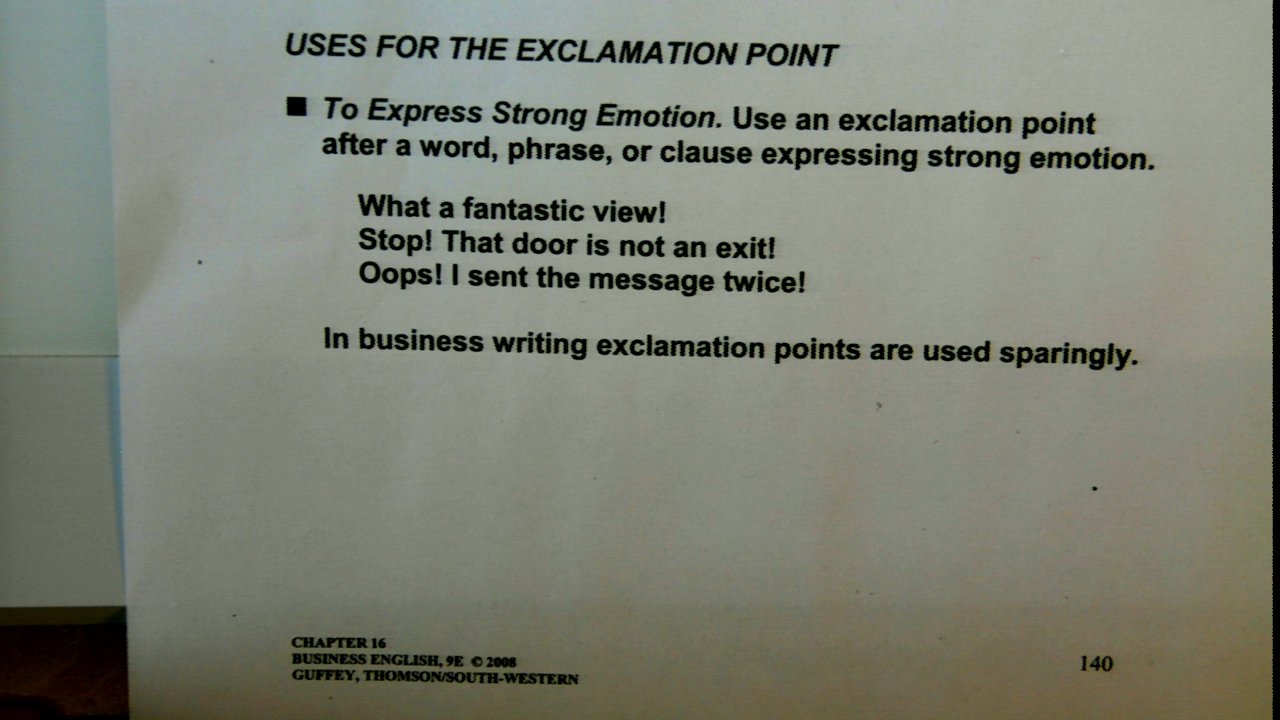 USES FOR THE EXCLAMATION POINT
■ To Express Strong Emotion. Use an exclamation point
after a word, phrase, or clause expressing strong emotion.
What a fantastic view!
Stop! That door is not an exit!
Oops! I sent the message twice!
In business writing exclamation points are used sparingly.
CHAPTER 16
BUSINESS ENGLISH, 9E © 2008
GUFFEY, THOMSON/SOUTH-WESTERN
140